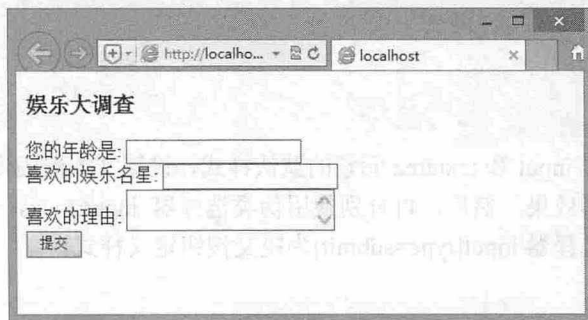 http://localho...
localhost
娱乐大调查
您的年龄是:
喜欢的娱乐名星:
喜欢的理由:
提交